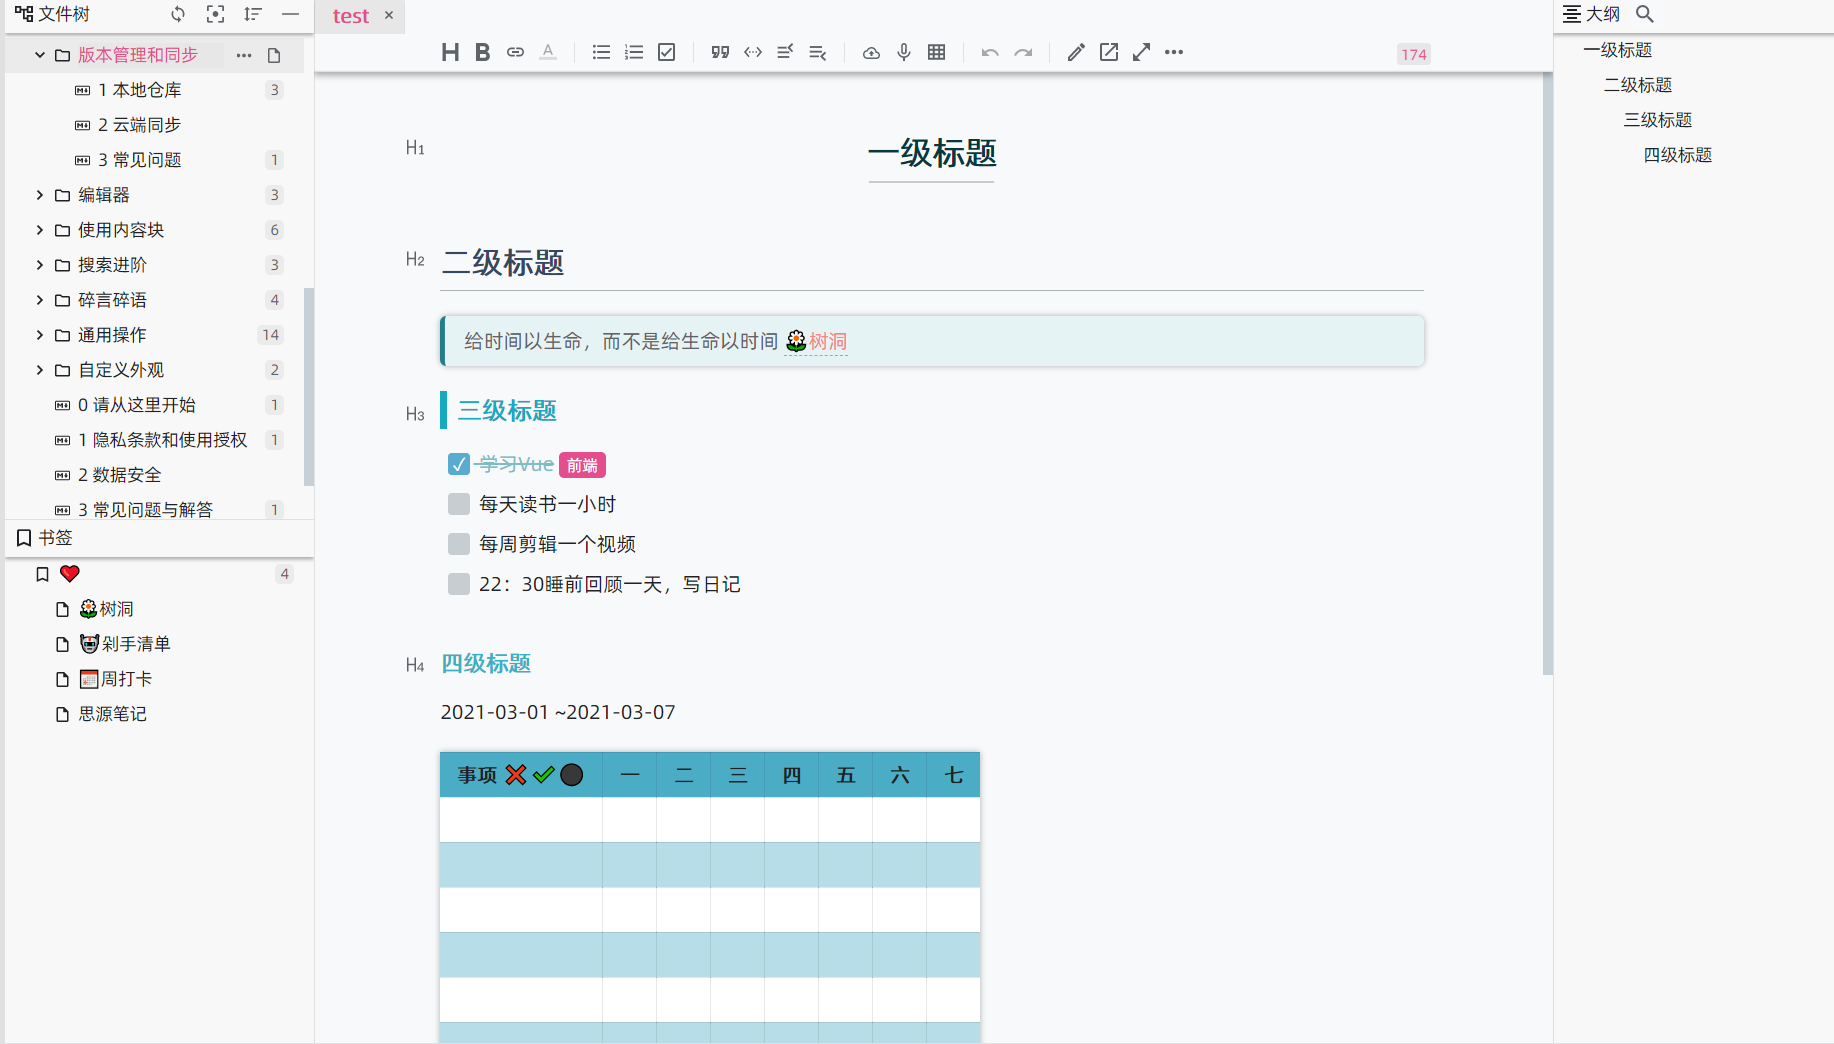 文件树
版本管理和同步
1 本地仓库 3
2 云端同步
3 常见问题 1
编辑器 3
使用内容块 6
搜索进阶 3
碎言碎语 4
通用操作 14
自定义外观 2
0 请从这里开始 1
1 隐私条款和使用授权 1
2 数据安全
3 常见问题与解答 1
书签
4
树洞
剁手清单
周打卡
思源笔记
test
174
H1 一级标题
H2 二级标题
给时间以生命，而不是给生命以时间 树洞
H3 三级标题
学习Vue 前端
每天读书一小时
每周剪辑一个视频
22：30睡前回顾一天，写日记
H4 四级标题
2021-03-01 ~2021-03-07
事项 一 二 三 四 五 六 七
大纲
一级标题
二级标题
三级标题
四级标题